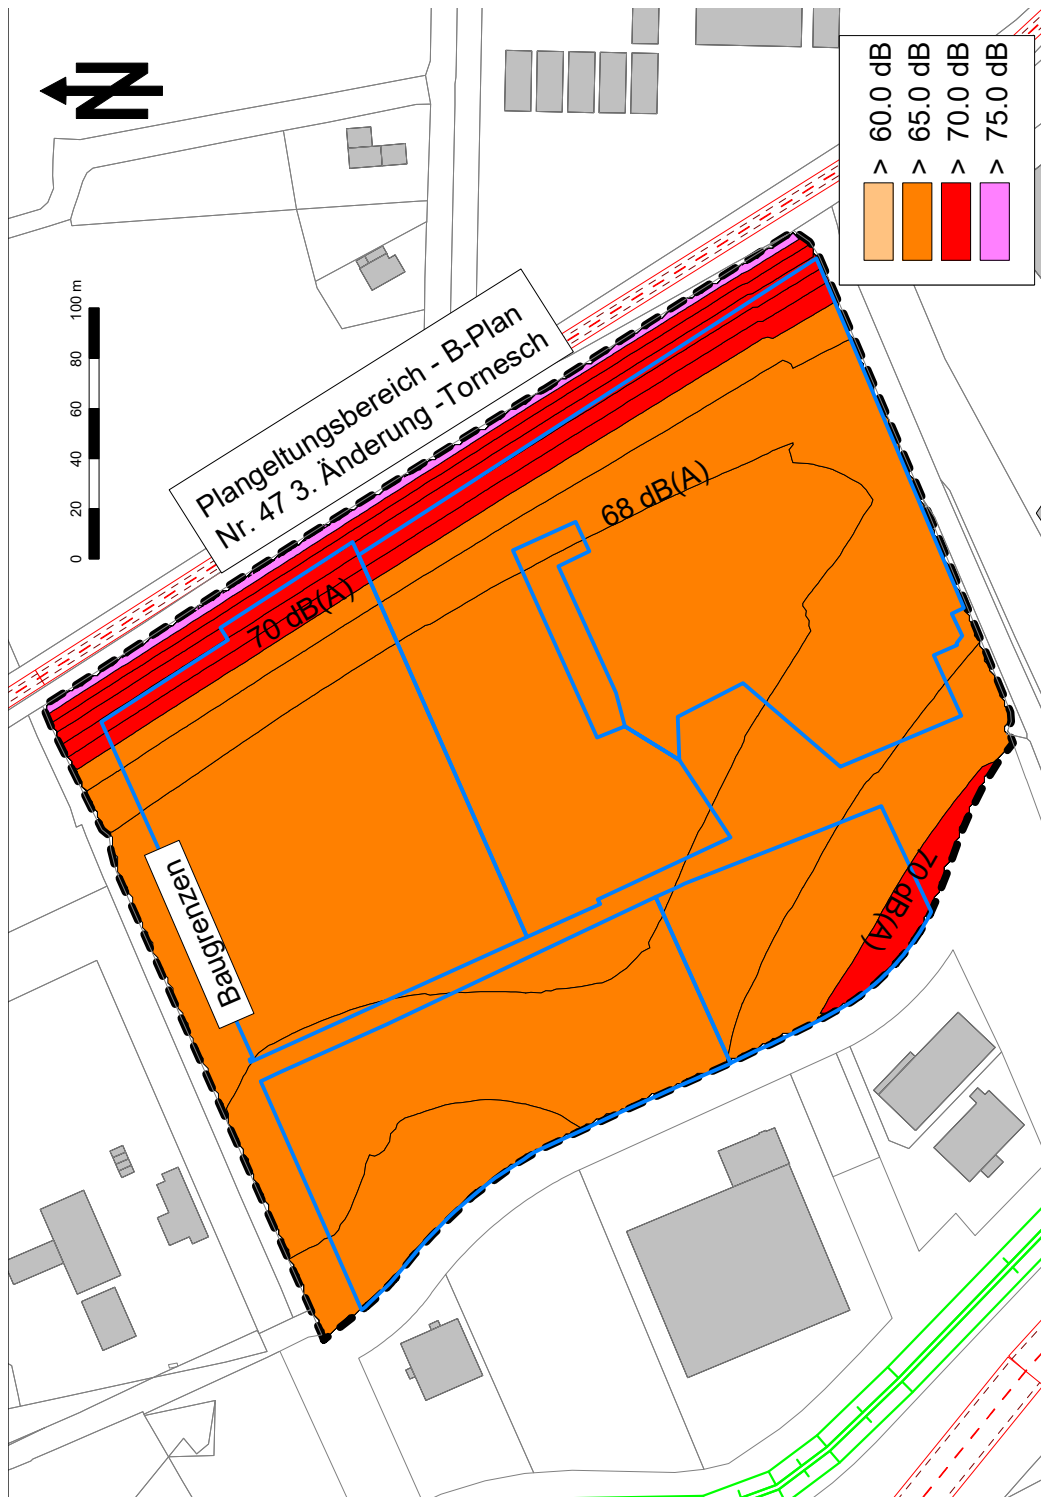 N
0 20 40 60 80 100 m
Plangeltungsbereich - B-Plan
Nr. 47 3. Änderung -Tornesch
70 dB(A)
68 dB(A)
Baugrenzen
70 dB(A)
> 60.0 dB
> 65.0 dB
> 70.0 dB
> 75.0 dB